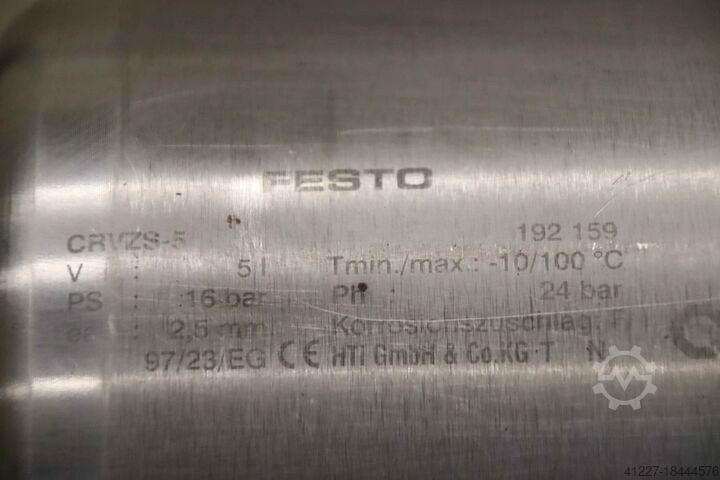 FESTO
CRVZS-5 192 159
V : 5 l Tmin./max.: -10/100 °C
PS : 16 bar PH : 24 bar
: 2,5 mm Korrosionszuschlag:
97/23/EG CE HTI GmbH & Co.KG-T
41227-18444576